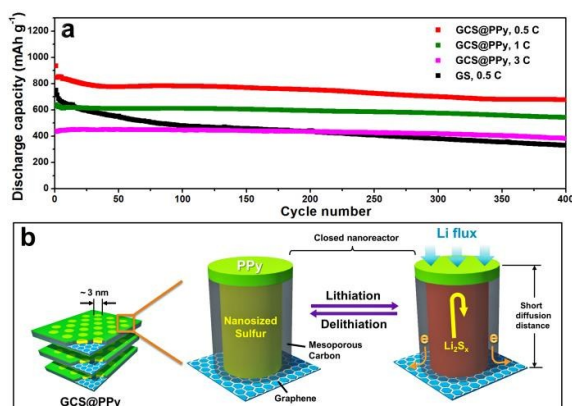 a
Discharge capacity (mAh g⁻¹)
1200
1000
800
600
400
200
0
0 50 100 150 200 250 300 350 400
Cycle number
GCS@PPy, 0.5 C
GCS@PPy, 1 C
GCS@PPy, 3 C
GS, 0.5 C
b
~ 3 nm
GCS@PPy
PPy
Nanosized
Sulfur
Mesoporous
Carbon
Graphene
Closed nanoreactor
Lithiation
Delithiation
Li flux
Li₂Sₓ
e
e
Short
diffusion
distance